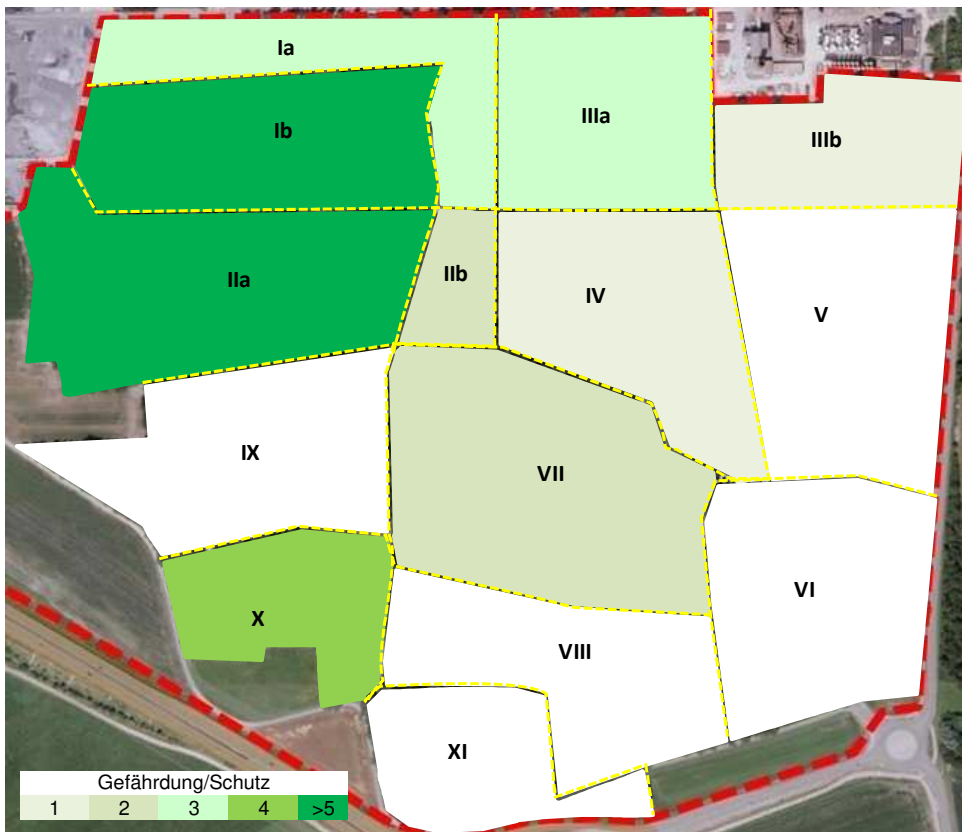 Ia
Ib
IIIa
IIIb
IIa
IIb
IV
V
IX
VII
VI
X
VIII
XI
Gefährdung/Schutz
1 2 3 4 >5